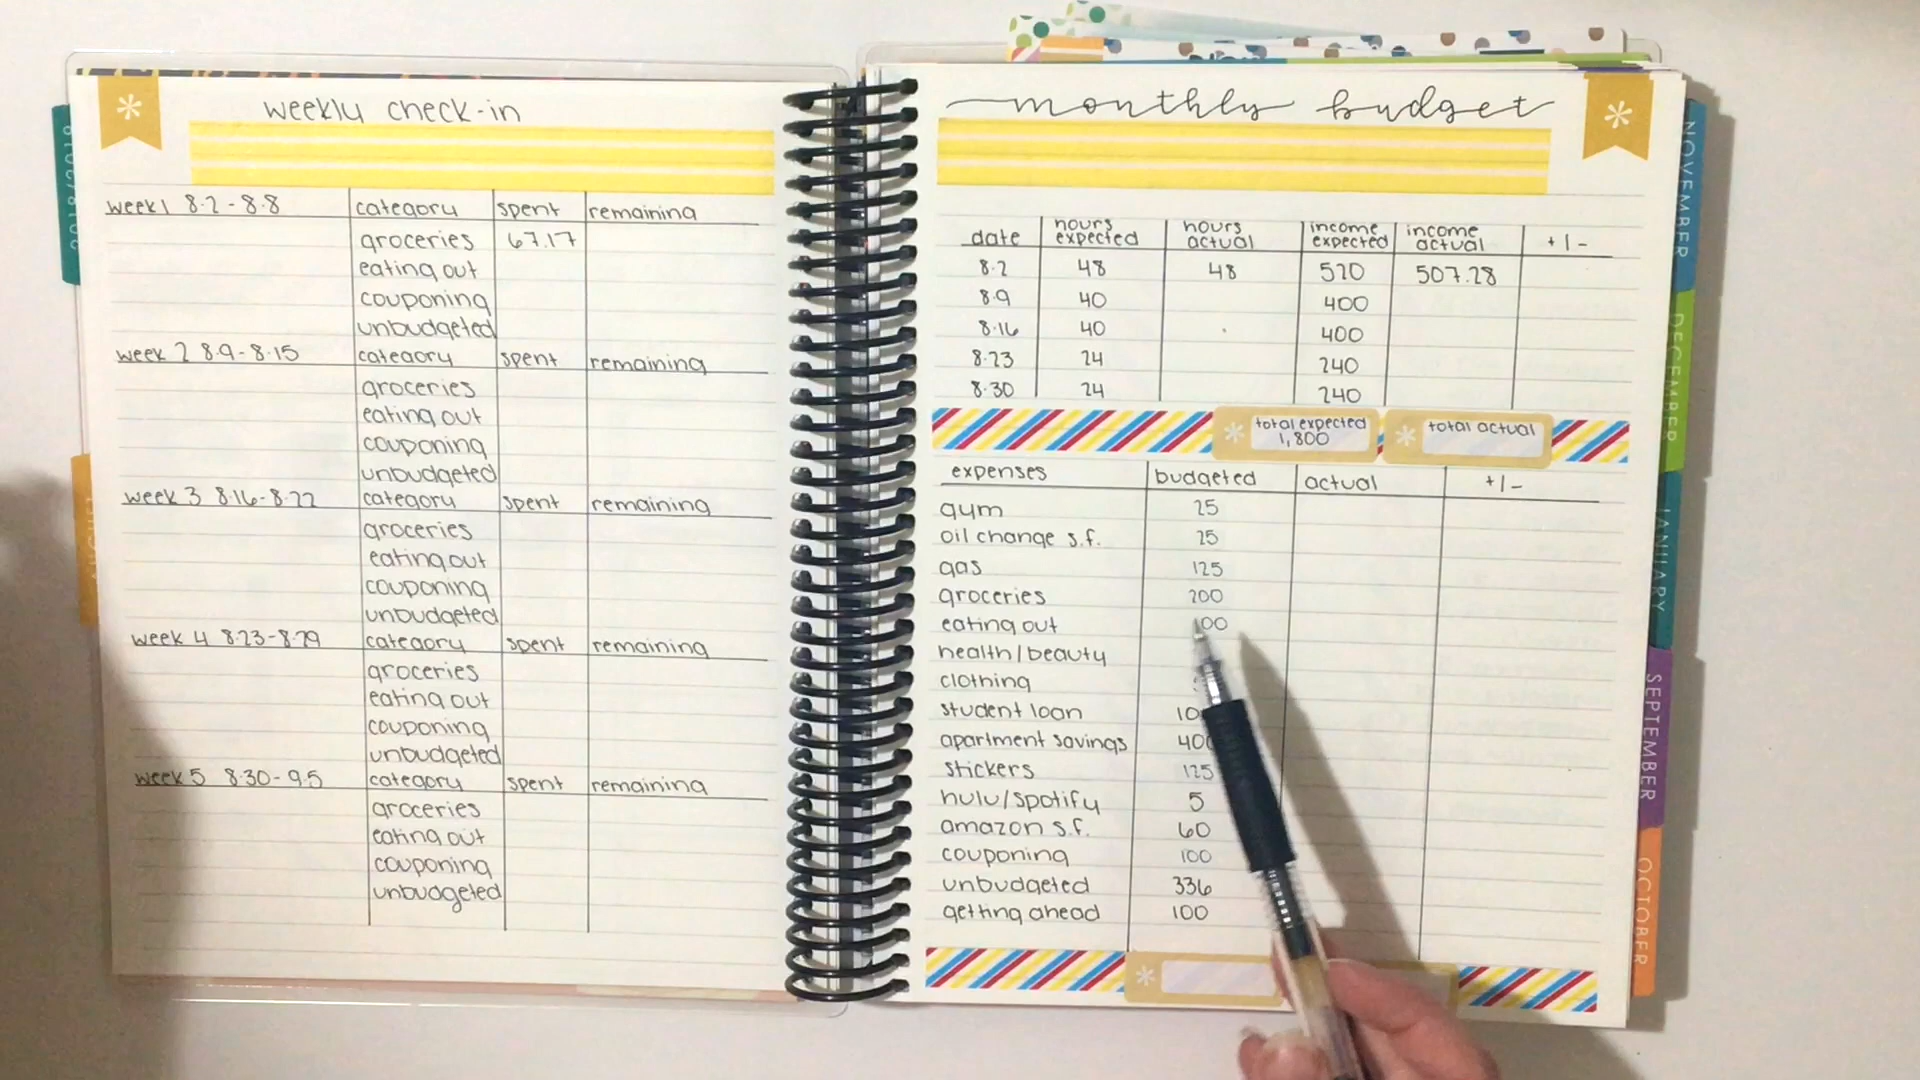 weekly check-in
week 1 8.2 - 8.8 category spent remaining
groceries 67.17
eating out
couponing
unbudgeted
week 2 8.9 - 8.15 category spent remaining
groceries
eating out
couponing
unbudgeted
week 3 8.16 - 8.22 category spent remaining
groceries
eating out
couponing
unbudgeted
week 4 8.23 - 8.29 category spent remaining
groceries
eating out
couponing
unbudgeted
week 5 8.30 - 9.5 category spent remaining
groceries
eating out
couponing
unbudgeted
2018/2019
monthly budget
date hours expected hours actual income expected income actual +/-
8.2 48 48 520 507.28
8.9 40 400
8.16 40 400
8.23 24 240
8.30 24 240
total expected
1,800
total actual
expenses budgeted actual +/-
gym 25
oil change s.f. 25
gas 125
groceries 200
eating out 100
health/beauty
clothing
student loan
apartment savings 400
stickers 125
hulu/spotify 5
amazon s.f. 60
couponing 100
unbudgeted 336
getting ahead 100
NOVEMBER
DECEMBER
JANUARY
SEPTEMBER
OCTOBER